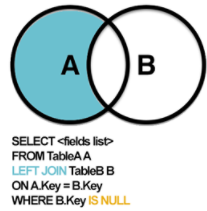 A B
SELECT <fields list>
FROM TableA A
LEFT JOIN TableB B
ON A.Key = B.Key
WHERE B.Key IS NULL